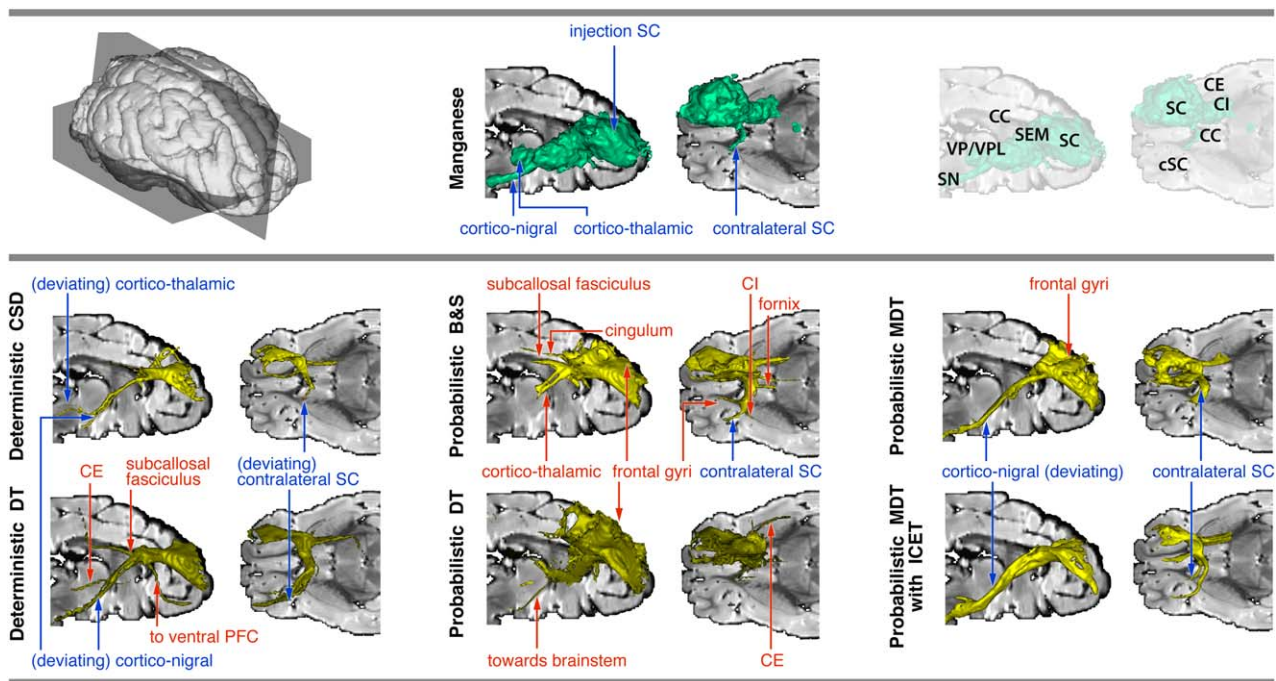 injection SC
Manganese
cortico-nigral
cortico-thalamic
contralateral SC
CC
SEM
SC
VP/VPL
SN
CE
SC
CI
CC
cSC
(deviating) cortico-thalamic
Deterministic CSD
subcallosal fasciculus
cingulum
CI
fornix
Probabilistic B&S
frontal gyri
Probabilistic MDT
CE
subcallosal
fasciculus
(deviating)
contralateral SC
cortico-thalamic
frontal gyri
contralateral SC
cortico-nigral (deviating)
contralateral SC
Deterministic DT
to ventral PFC
(deviating) cortico-nigral
Probabilistic DT
towards brainstem
CE
Probabilistic MDT
with ICET